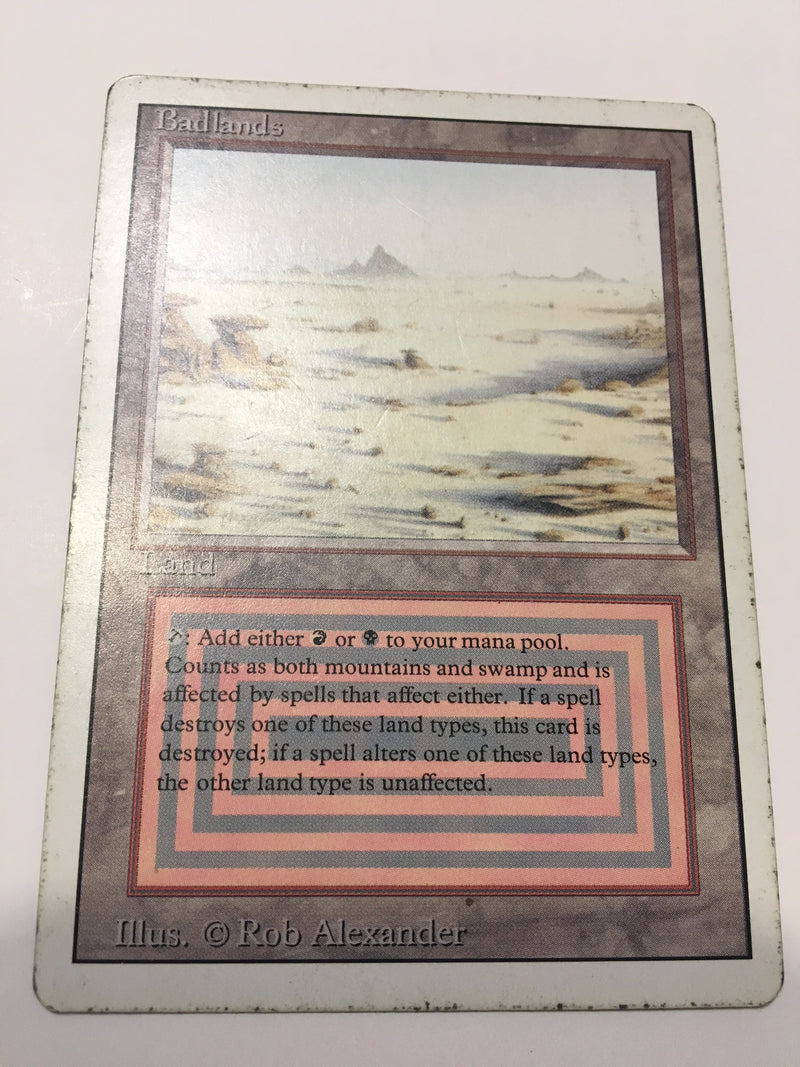 Badlands
Land
: Add either or to your mana pool.
Counts as both mountains and swamp and is
affected by spells that affect either. If a spell
destroys one of these land types, this card is
destroyed; if a spell alters one of these land types,
the other land type is unaffected.
Illus. © Rob Alexander